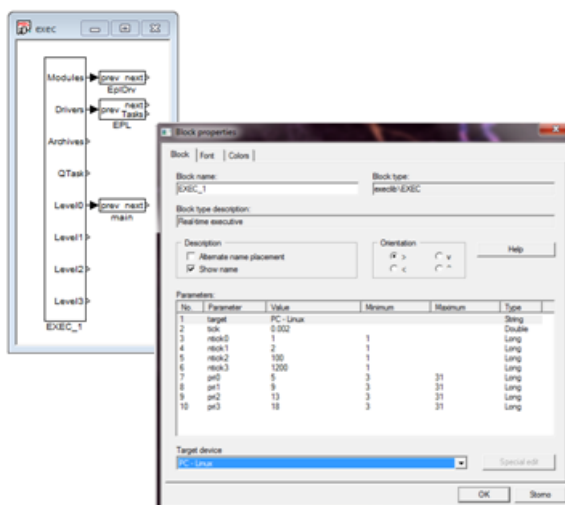 exec
Modules
prev next
EplDrv
Drivers
prev next
Tasks
EPL
Archives
QTask
Level0
prev next
main
Level1
Level2
Level3
EXEC_1
Block properties
Block Font Colors
Block name: Block type:
EXEC_1 execlib\EXEC
Block type description:
Real-time executive
Description Orientation
Alternate name placement > v Help
Show name < ^
Parameters:
No. Parameter Value Minimum Maximum Type
1 target PC - Linux String
2 tick 0.002 Double
3 ntick0 1 1 Long
4 ntick1 2 1 Long
5 ntick2 100 1 Long
6 ntick3 1200 1 Long
7 pri0 5 3 31 Long
8 pri1 9 3 31 Long
9 pri2 13 3 31 Long
10 pri3 18 3 31 Long
Target device
PC - Linux Special edit
OK Storno